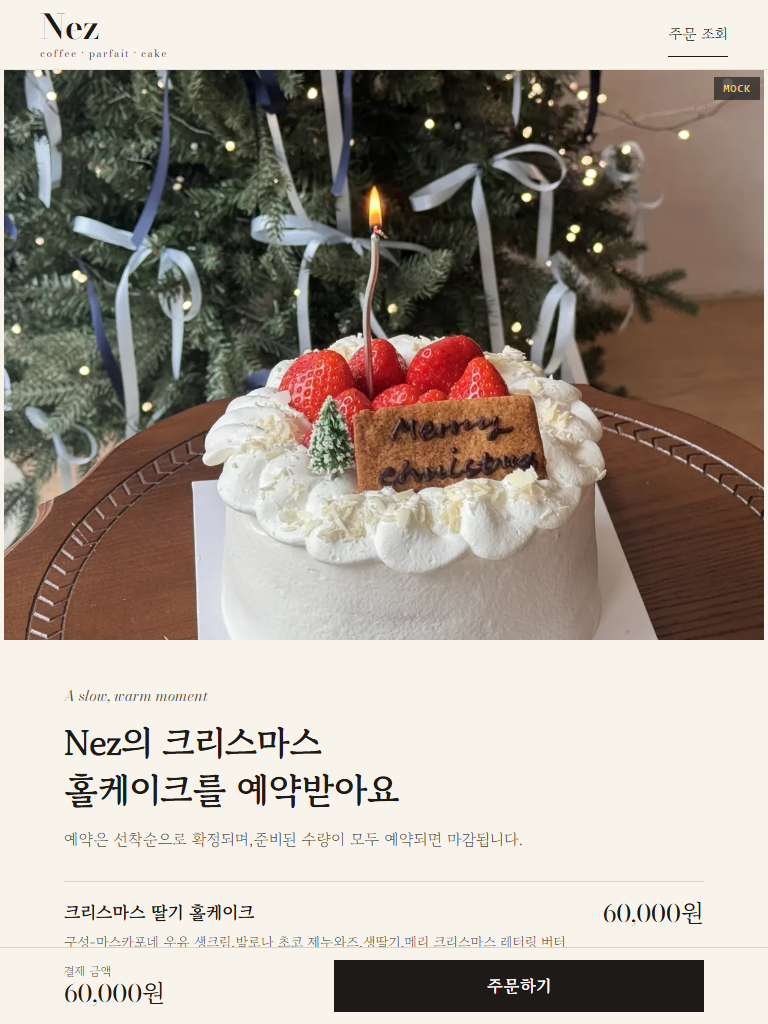 Nez
coffee · parfait · cake
주문 조회
MOCK
Merry
christmas
A slow, warm moment
Nez의 크리스마스
홀케이크를 예약받아요
예약은 선착순으로 확정되며,준비된 수량이 모두 예약되면 마감됩니다.
크리스마스 딸기 홀케이크
60,000원
구성-마스카포네 우유 생크림,발로나 초코 제누와즈,생딸기,메리 크리스마스 레터링 버터
결제 금액
60,000원
주문하기